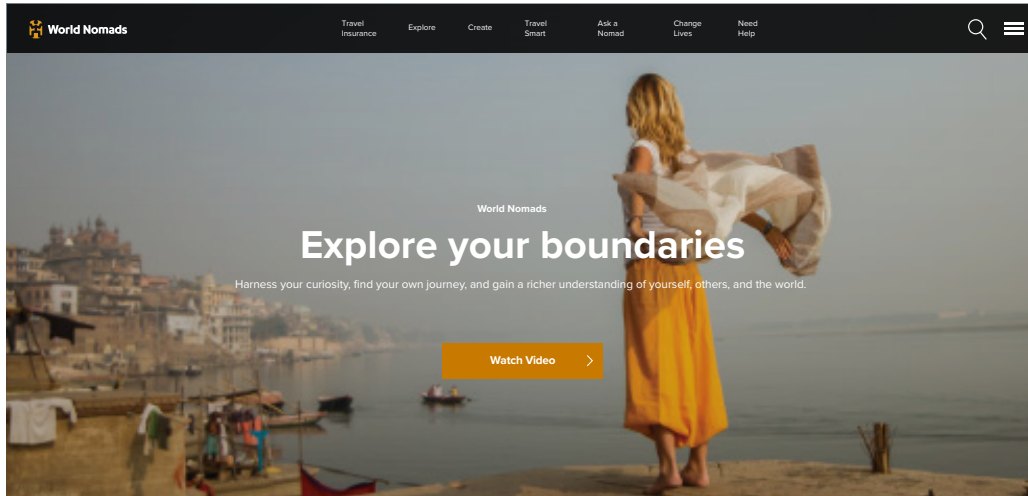 World Nomads
Travel
Insurance
Explore
Create
Travel
Smart
Ask a
Nomad
Change
Lives
Need
Help
World Nomads
Explore your boundaries
Harness your curiosity, find your own journey, and gain a richer understanding of yourself, others, and the world.
Watch Video